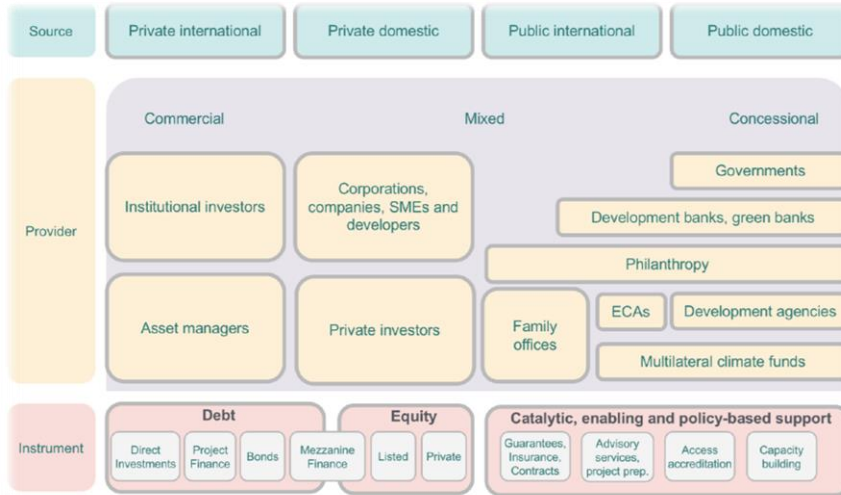 Source
Private international
Private domestic
Public international
Public domestic
Provider
Commercial
Mixed
Concessional
Institutional investors
Corporations,
companies, SMEs and
developers
Governments
Development banks, green banks
Philanthropy
Asset managers
Private investors
Family
offices
ECAs
Development agencies
Multilateral climate funds
Instrument
Debt
Direct
Investments
Project
Finance
Bonds
Mezzanine
Finance
Equity
Listed
Private
Catalytic, enabling and policy-based support
Guarantees,
Insurance,
Contracts
Advisory
services,
project prep.
Access
accreditation
Capacity
building